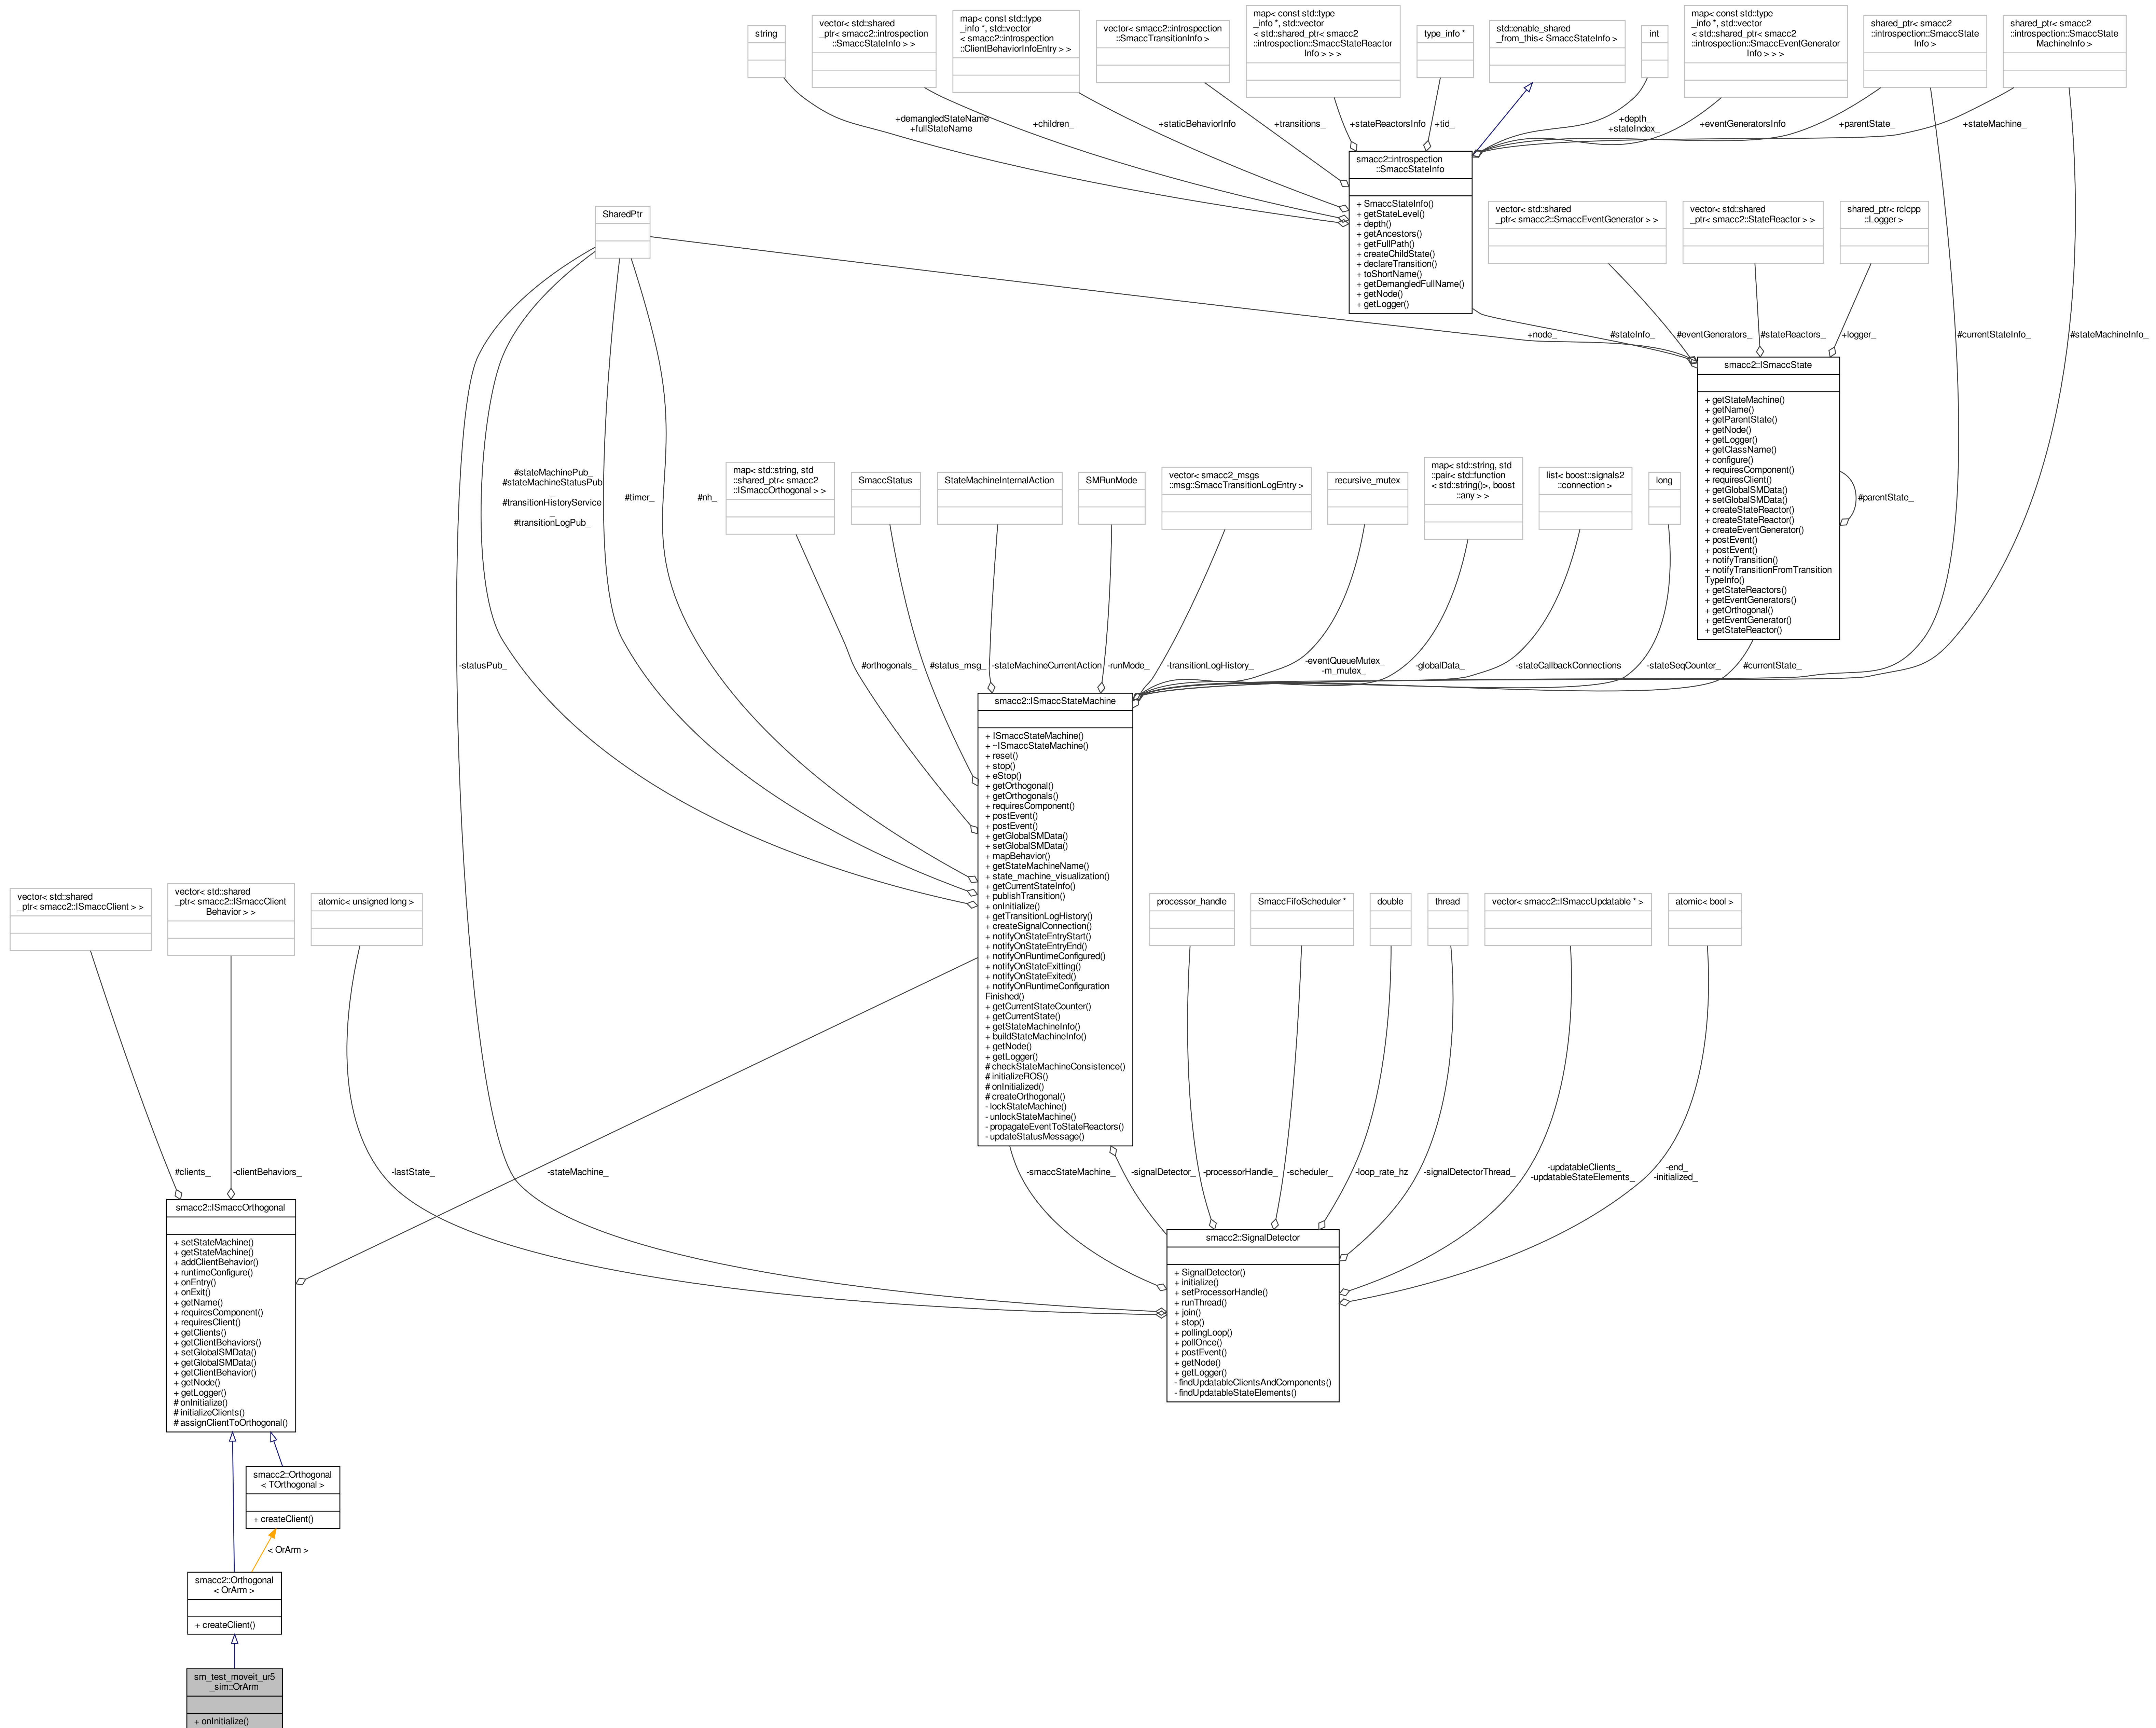 string
vector< std::shared
_ptr< smacc2::introspection
::SmaccStateInfo > >
map< const std::type
_info *, std::vector
< smacc2::introspection
::ClientBehaviorInfoEntry > >
vector< smacc2::introspection
::SmaccTransitionInfo >
map< const std::type
_info *, std::vector
< std::shared_ptr< smacc2
::introspection::SmaccStateReactor
Info > > >
type_info *
std::enable_shared
_from_this< SmaccStateInfo >
int
map< const std::type
_info *, std::vector
< std::shared_ptr< smacc2
::introspection::SmaccEventGenerator
Info > > >
shared_ptr< smacc2
::introspection::SmaccState
Info >
shared_ptr< smacc2
::introspection::SmaccState
MachineInfo >
+demangledStateName
+fullStateName
+children_
+staticBehaviorInfo
+transitions_
+stateReactorsInfo
+tid_
+depth_
+stateIndex_
+eventGeneratorsInfo
+parentState_
+stateMachine_
smacc2::introspection
::SmaccStateInfo
+ SmaccStateInfo()
+ getStateLevel()
+ depth()
+ getAncestors()
+ getFullPath()
+ createChildState()
+ declareTransition()
+ toShortName()
+ getDemangledFullName()
+ getNode()
+ getLogger()
SharedPtr
vector< std::shared
_ptr< smacc2::SmaccEventGenerator > >
vector< std::shared
_ptr< smacc2::StateReactor > >
shared_ptr< rclcpp
::Logger >
+node_
#stateInfo_
#eventGenerators_
#stateReactors_
+logger_
#currentStateInfo_
#stateMachineInfo_
smacc2::ISmaccState
+ getStateMachine()
+ getName()
+ getParentState()
+ getNode()
+ getLogger()
+ getClassName()
+ configure()
+ requiresComponent()
+ requiresClient()
+ getGlobalSMData()
+ setGlobalSMData()
+ createStateReactor()
+ createStateReactor()
+ createEventGenerator()
+ postEvent()
+ postEvent()
+ notifyTransition()
+ notifyTransitionFromTransition
TypeInfo()
+ getStateReactors()
+ getEventGenerators()
+ getOrthogonal()
+ getEventGenerator()
+ getStateReactor()
#parentState_
#stateMachinePub_
#stateMachineStatusPub
_
#transitionHistoryService
_
#transitionLogPub_
#timer_
#nh_
map< std::string, std
::shared_ptr< smacc2
::ISmaccOrthogonal > >
SmaccStatus
StateMachineInternalAction
SMRunMode
vector< smacc2_msgs
::msg::SmaccTransitionLogEntry >
recursive_mutex
map< std::string, std
::pair< std::function
< std::string()>, boost
::any > >
list< boost::signals2
::connection >
long
-statusPub_
#orthogonals_
#status_msg_
-stateMachineCurrentAction
-runMode_
-transitionLogHistory_
-eventQueueMutex_
-m_mutex_
-globalData_
-stateCallbackConnections
-stateSeqCounter_
#currentState_
smacc2::ISmaccStateMachine
+ ISmaccStateMachine()
+ ~ISmaccStateMachine()
+ reset()
+ stop()
+ eStop()
+ getOrthogonal()
+ getOrthogonals()
+ requiresComponent()
+ postEvent()
+ postEvent()
+ getGlobalSMData()
+ setGlobalSMData()
+ mapBehavior()
+ getStateMachineName()
+ state_machine_visualization()
+ getCurrentStateInfo()
+ publishTransition()
+ onInitialize()
+ getTransitionLogHistory()
+ createSignalConnection()
+ notifyOnStateEntryStart()
+ notifyOnStateEntryEnd()
+ notifyOnRuntimeConfigured()
+ notifyOnStateExitting()
+ notifyOnStateExited()
+ notifyOnRuntimeConfiguration
Finished()
+ getCurrentStateCounter()
+ getCurrentState()
+ getStateMachineInfo()
+ buildStateMachineInfo()
+ getNode()
+ getLogger()
# checkStateMachineConsistence()
# initializeROS()
# onInitialized()
# createOrthogonal()
- lockStateMachine()
- unlockStateMachine()
- propagateEventToStateReactors()
- updateStatusMessage()
vector< std::shared
_ptr< smacc2::ISmaccClient > >
vector< std::shared
_ptr< smacc2::ISmaccClient
Behavior > >
atomic< unsigned long >
processor_handle
SmaccFifoScheduler *
double
thread
vector< smacc2::ISmaccUpdatable * >
atomic< bool >
#clients_
-clientBehaviors_
-lastState_
-stateMachine_
-smaccStateMachine_
-signalDetector_
-processorHandle_
-scheduler_
-loop_rate_hz
-signalDetectorThread_
-updatableClients_
-updatableStateElements_
-end_
-initialized_
smacc2::ISmaccOrthogonal
+ setStateMachine()
+ getStateMachine()
+ addClientBehavior()
+ runtimeConfigure()
+ onEntry()
+ onExit()
+ getName()
+ requiresComponent()
+ requiresClient()
+ getClients()
+ getClientBehaviors()
+ setGlobalSMData()
+ getGlobalSMData()
+ getClientBehavior()
+ getNode()
+ getLogger()
# onInitialize()
# initializeClients()
# assignClientToOrthogonal()
smacc2::SignalDetector
+ SignalDetector()
+ initialize()
+ setProcessorHandle()
+ runThread()
+ join()
+ stop()
+ pollingLoop()
+ pollOnce()
+ postEvent()
+ getNode()
+ getLogger()
- findUpdatableClientsAndComponents()
- findUpdatableStateElements()
smacc2::Orthogonal
< TOrthogonal >
+ createClient()
< OrArm >
smacc2::Orthogonal
< OrArm >
+ createClient()
sm_test_moveit_ur5
_sim::OrArm
+ onInitialize()